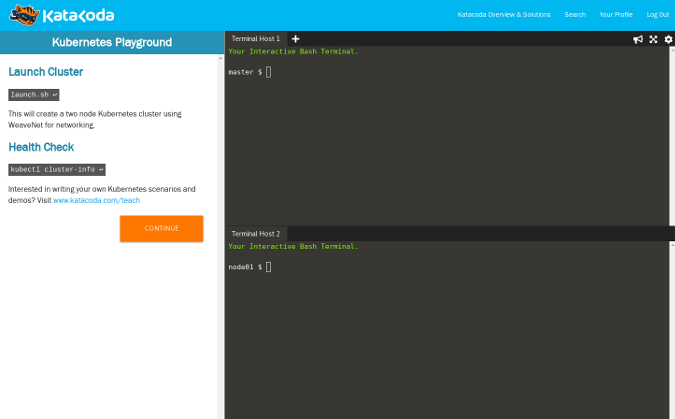 KataKoda
Katacoda Overview & Solutions Search Your Profile Log Out
Kubernetes Playground
Launch Cluster
launch.sh ↵
This will create a two node Kubernetes cluster using
WeaveNet for networking.
Health Check
kubectl cluster-info ↵
Interested in writing your own Kubernetes scenarios and
demos? Visit www.katacoda.com/teach
CONTINUE
Terminal Host 1 +
Your Interactive Bash Terminal.
master $
Terminal Host 2
Your Interactive Bash Terminal.
node01 $